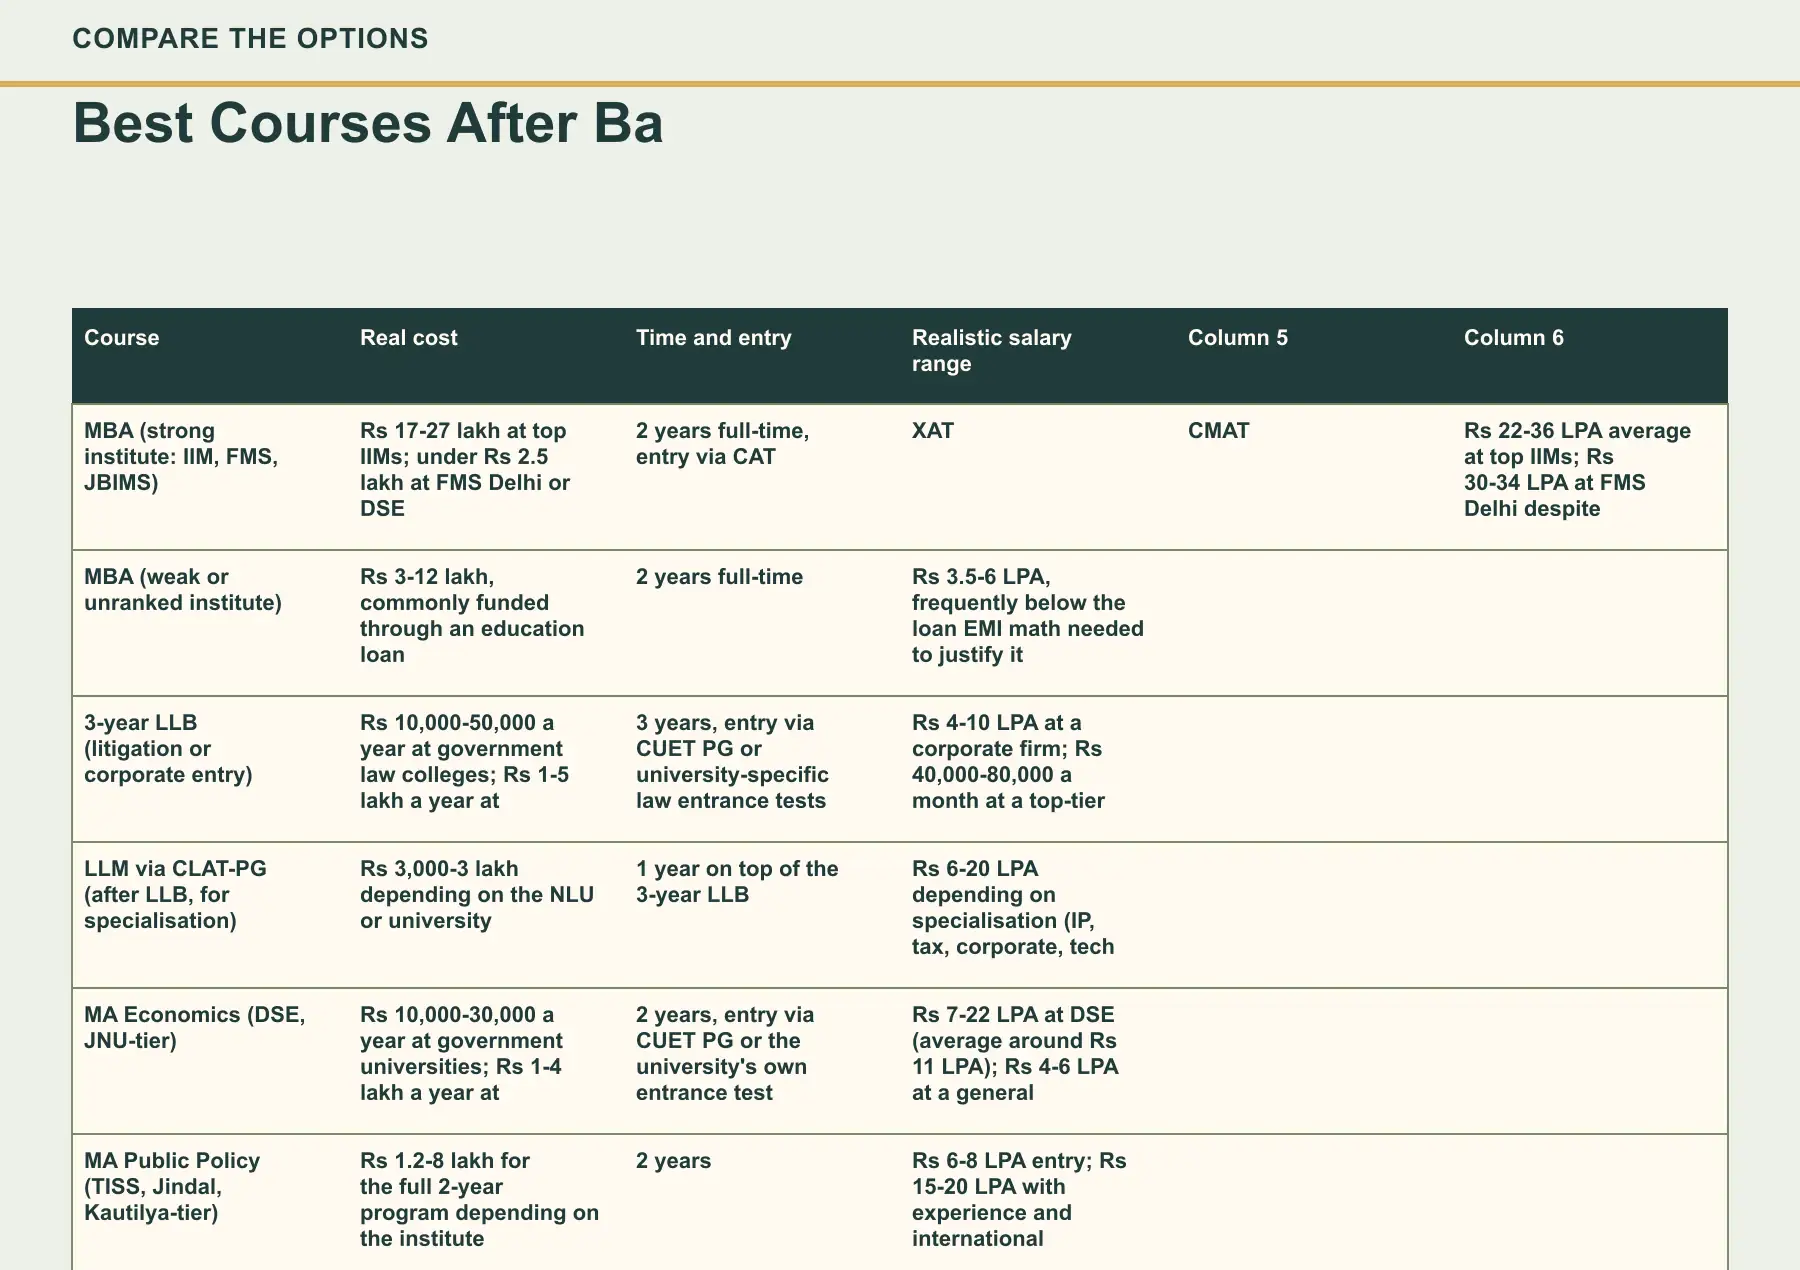 COMPARE THE OPTIONS
Best Courses After Ba
Course
Real cost
Time and entry
Realistic salary
range
Column 5
Column 6
MBA (strong
institute: IIM, FMS,
JBIMS)
Rs 17-27 lakh at top
IIMs; under Rs 2.5
lakh at FMS Delhi or
DSE
2 years full-time,
entry via CAT
XAT
CMAT
Rs 22-36 LPA average
at top IIMs; Rs
30-34 LPA at FMS
Delhi despite
MBA (weak or
unranked institute)
Rs 3-12 lakh,
commonly funded
through an education
loan
2 years full-time
Rs 3.5-6 LPA,
frequently below the
loan EMI math needed
to justify it
3-year LLB
(litigation or
corporate entry)
Rs 10,000-50,000 a
year at government
law colleges; Rs 1-5
lakh a year at
3 years, entry via
CUET PG or
university-specific
law entrance tests
Rs 4-10 LPA at a
corporate firm; Rs
40,000-80,000 a
month at a top-tier
LLM via CLAT-PG
(after LLB, for
specialisation)
Rs 3,000-3 lakh
depending on the NLU
or university
1 year on top of the
3-year LLB
Rs 6-20 LPA
depending on
specialisation (IP,
tax, corporate, tech
MA Economics (DSE,
JNU-tier)
Rs 10,000-30,000 a
year at government
universities; Rs 1-4
lakh a year at
2 years, entry via
CUET PG or the
university's own
entrance test
Rs 7-22 LPA at DSE
(average around Rs
11 LPA); Rs 4-6 LPA
at a general
MA Public Policy
(TISS, Jindal,
Kautilya-tier)
Rs 1.2-8 lakh for
the full 2-year
program depending on
the institute
2 years
Rs 6-8 LPA entry; Rs
15-20 LPA with
experience and
international